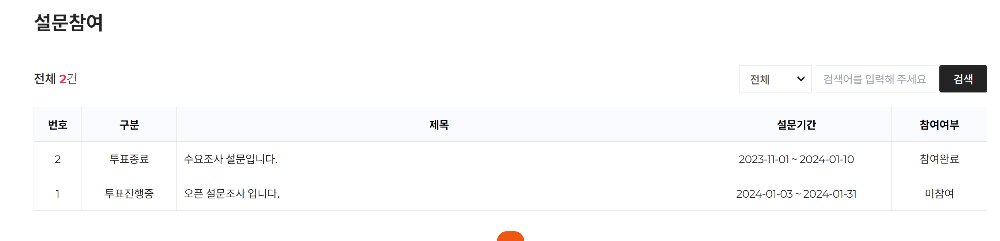 설문참여
전체 2건
전체 검색어를 입력해 주세요 검색
번호 구분 제목 설문기간 참여여부
2 투표종료 수요조사 설문입니다. 2023-11-01 ~ 2024-01-10 참여완료
1 투표진행중 오픈 설문조사 입니다. 2024-01-03 ~ 2024-01-31 미참여